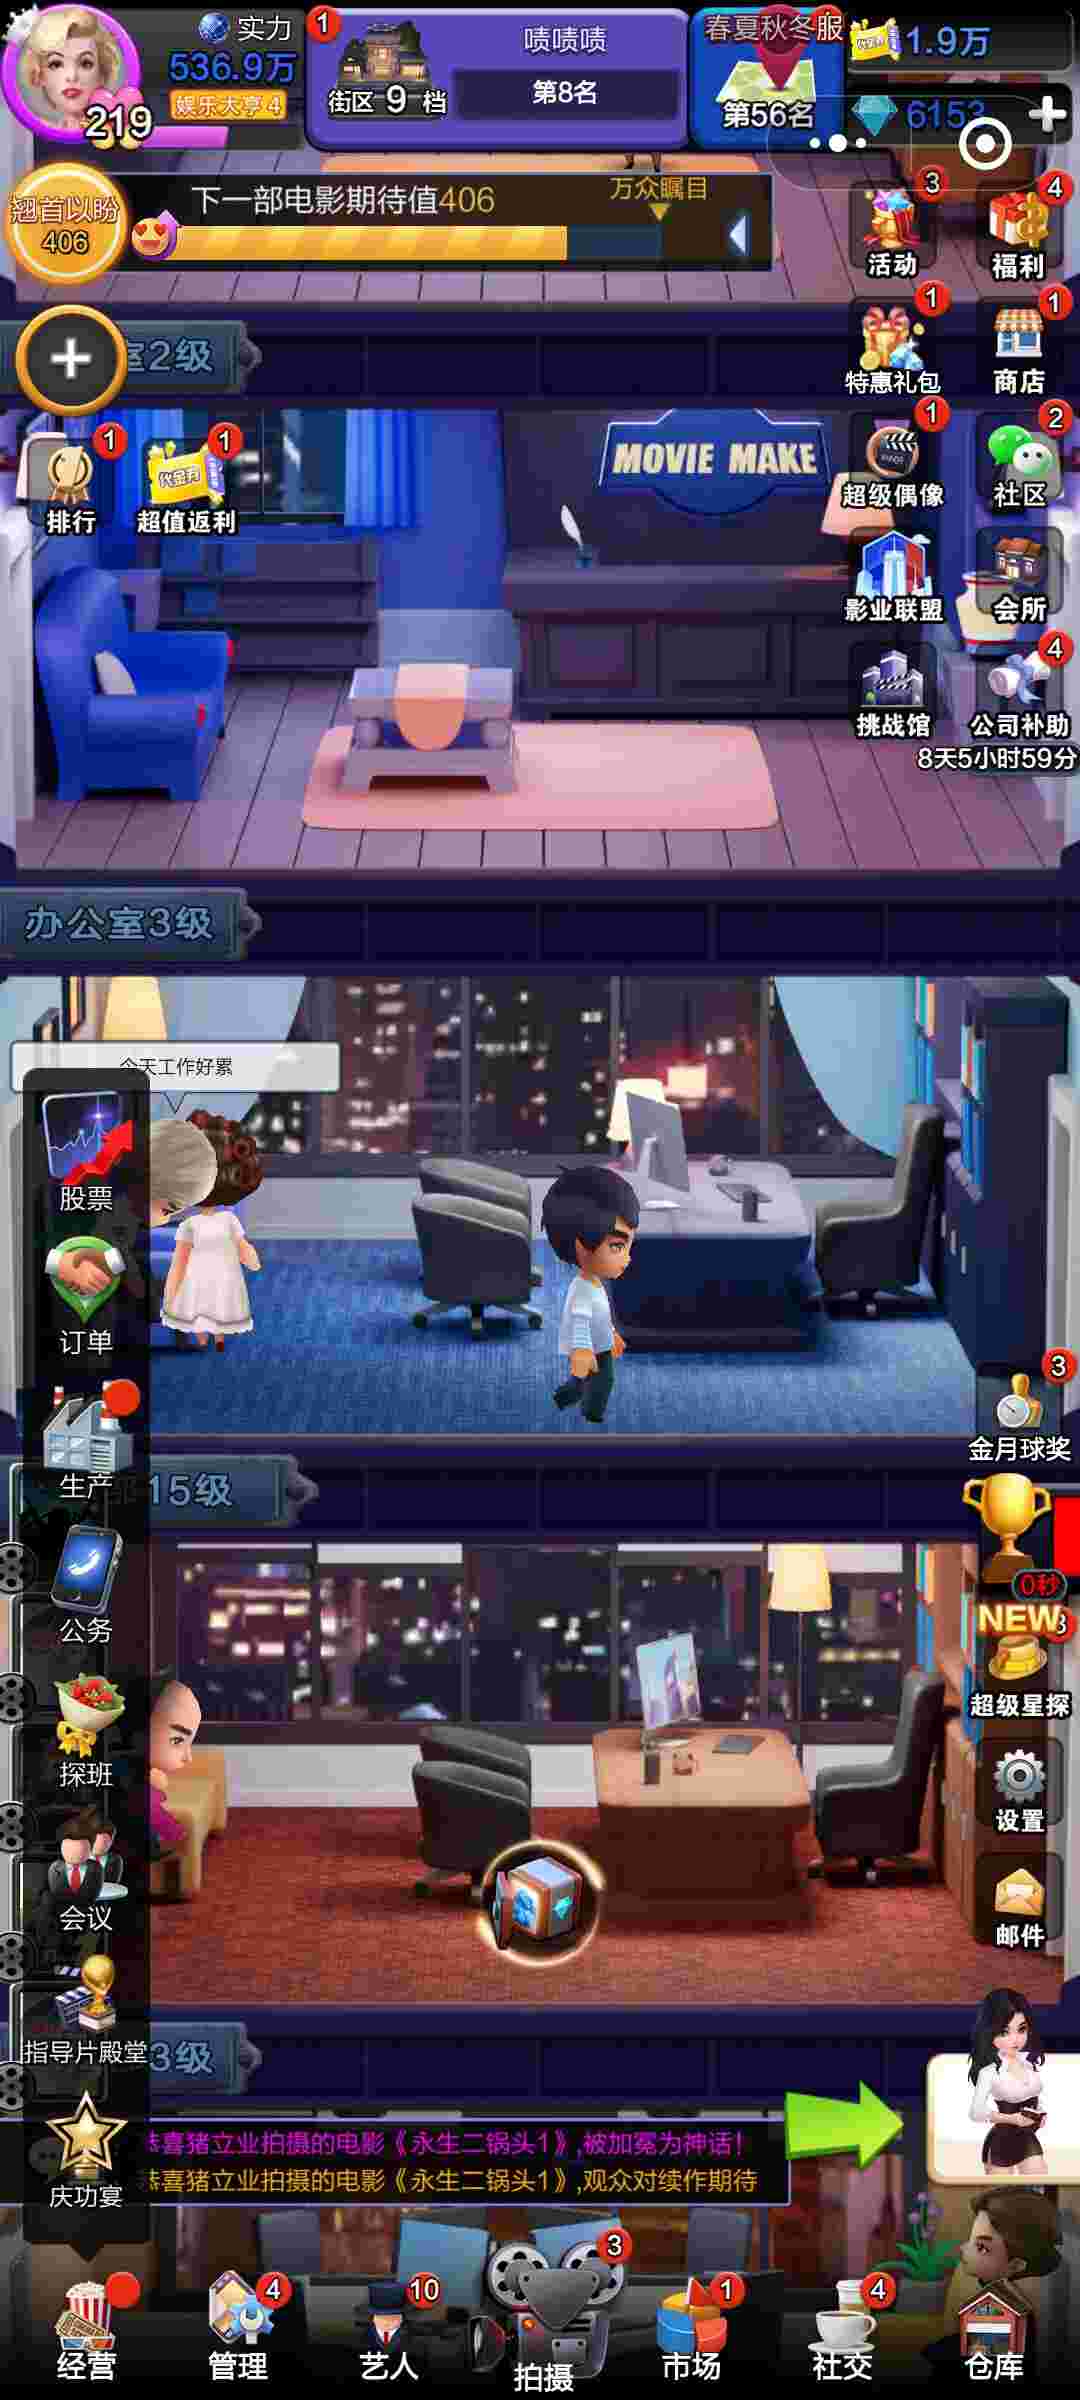 实力
536.9万
娱乐大亨 4
219
1
街区 9 档
啧啧啧
第8名
春夏秋冬服
第56名
代金券
1.9万
6153
翘首以盼
406
下一部电影期待值406
万众瞩目
3
活动
4
福利
室2级
1
特惠礼包
1
商店
1
排行
代金券
1
超值返利
MOVIE MAKE
1
超级偶像
2
社区
影业联盟
会所
挑战馆
4
公司补助
8天5小时59分
办公室3级
今天工作好累
股票
订单
生产
15级
公务
探班
会议
指导片殿堂
3级
庆功宴
3
金月球奖
0秒
NEW
3
超级星探
设置
邮件
恭喜猪立业拍摄的电影《永生二锅头1》,被加冕为神话!
恭喜猪立业拍摄的电影《永生二锅头1》,观众对续作期待
经营
4
管理
10
艺人
3
拍摄
1
市场
4
社交
仓库